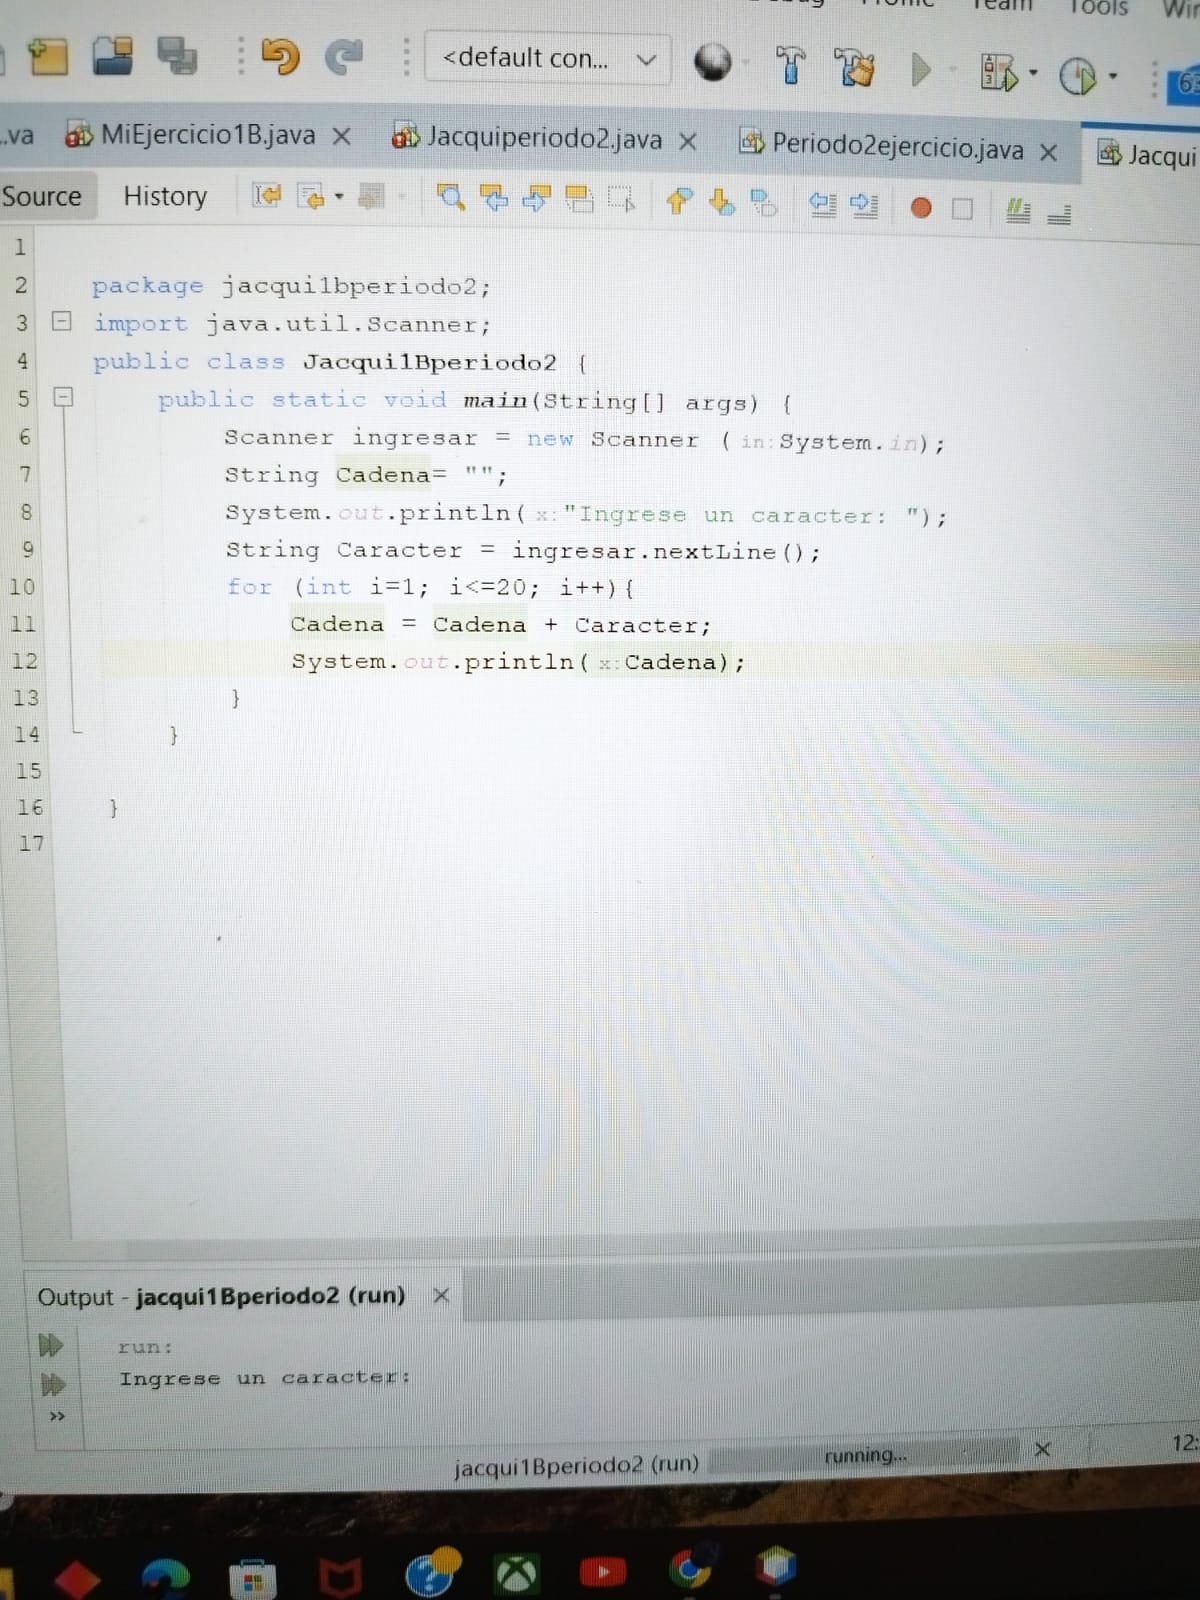 Team Tools
<default con...
..va MiEjercicio1B.java Jacquiperiodo2.java Periodo2ejercicio.java Jacqui
Source History
1
2 package jacqui1bperiodo2;
3 import java.util.Scanner;
4 public class Jacqui1Bperiodo2 {
5 public static void main(String[] args) {
6 Scanner ingresar = new Scanner ( in:System.in);
7 String Cadena= "";
8 System.out.println( x:"Ingrese un caracter: ");
9 String Caracter = ingresar.nextLine();
10 for (int i=1; i<=20; i++){
11 Cadena = Cadena + Caracter;
12 System.out.println( x:Cadena);
13 }
14 }
15
16 }
17
Output - jacqui1Bperiodo2 (run)
run:
Ingrese un caracter:
jacqui1Bperiodo2 (run) running... 12: